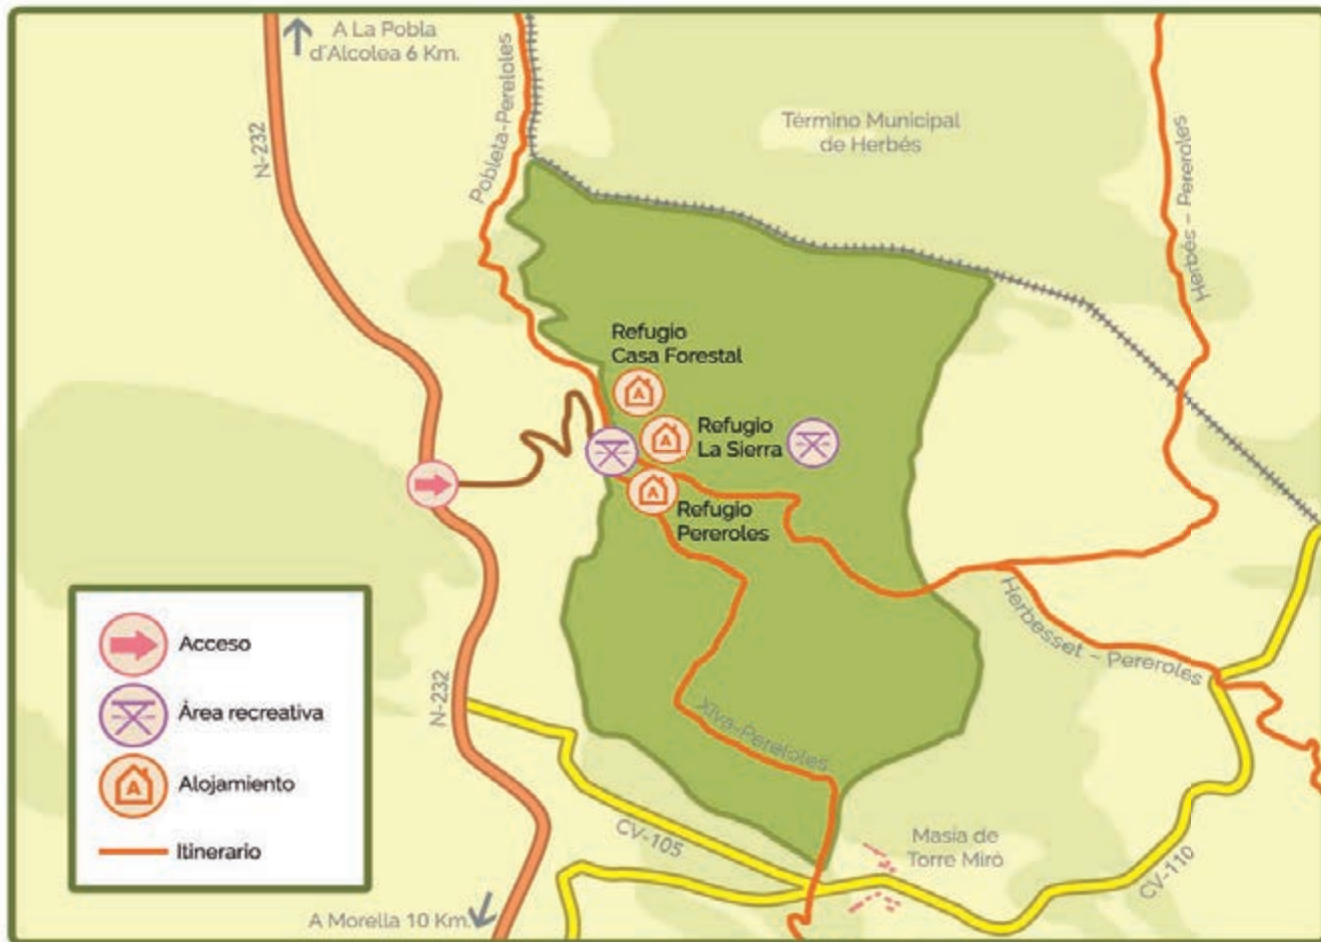 A La Pobla
d'Alcolea 6 Km.
N-232
Pobleta-Pereloles
Término Municipal
de Herbés
Herbés - Pereroles
Refugio
Casa Forestal
Refugio
La Sierra
Refugio
Pereroles
Herbesset - Pereroles
Xiva-Pereloles
N-232
CV-105
Masía de
Torre Miró
CV-110
A Morella 10 Km.
Acceso
Área recreativa
A Alojamiento
Itinerario
A
A
A